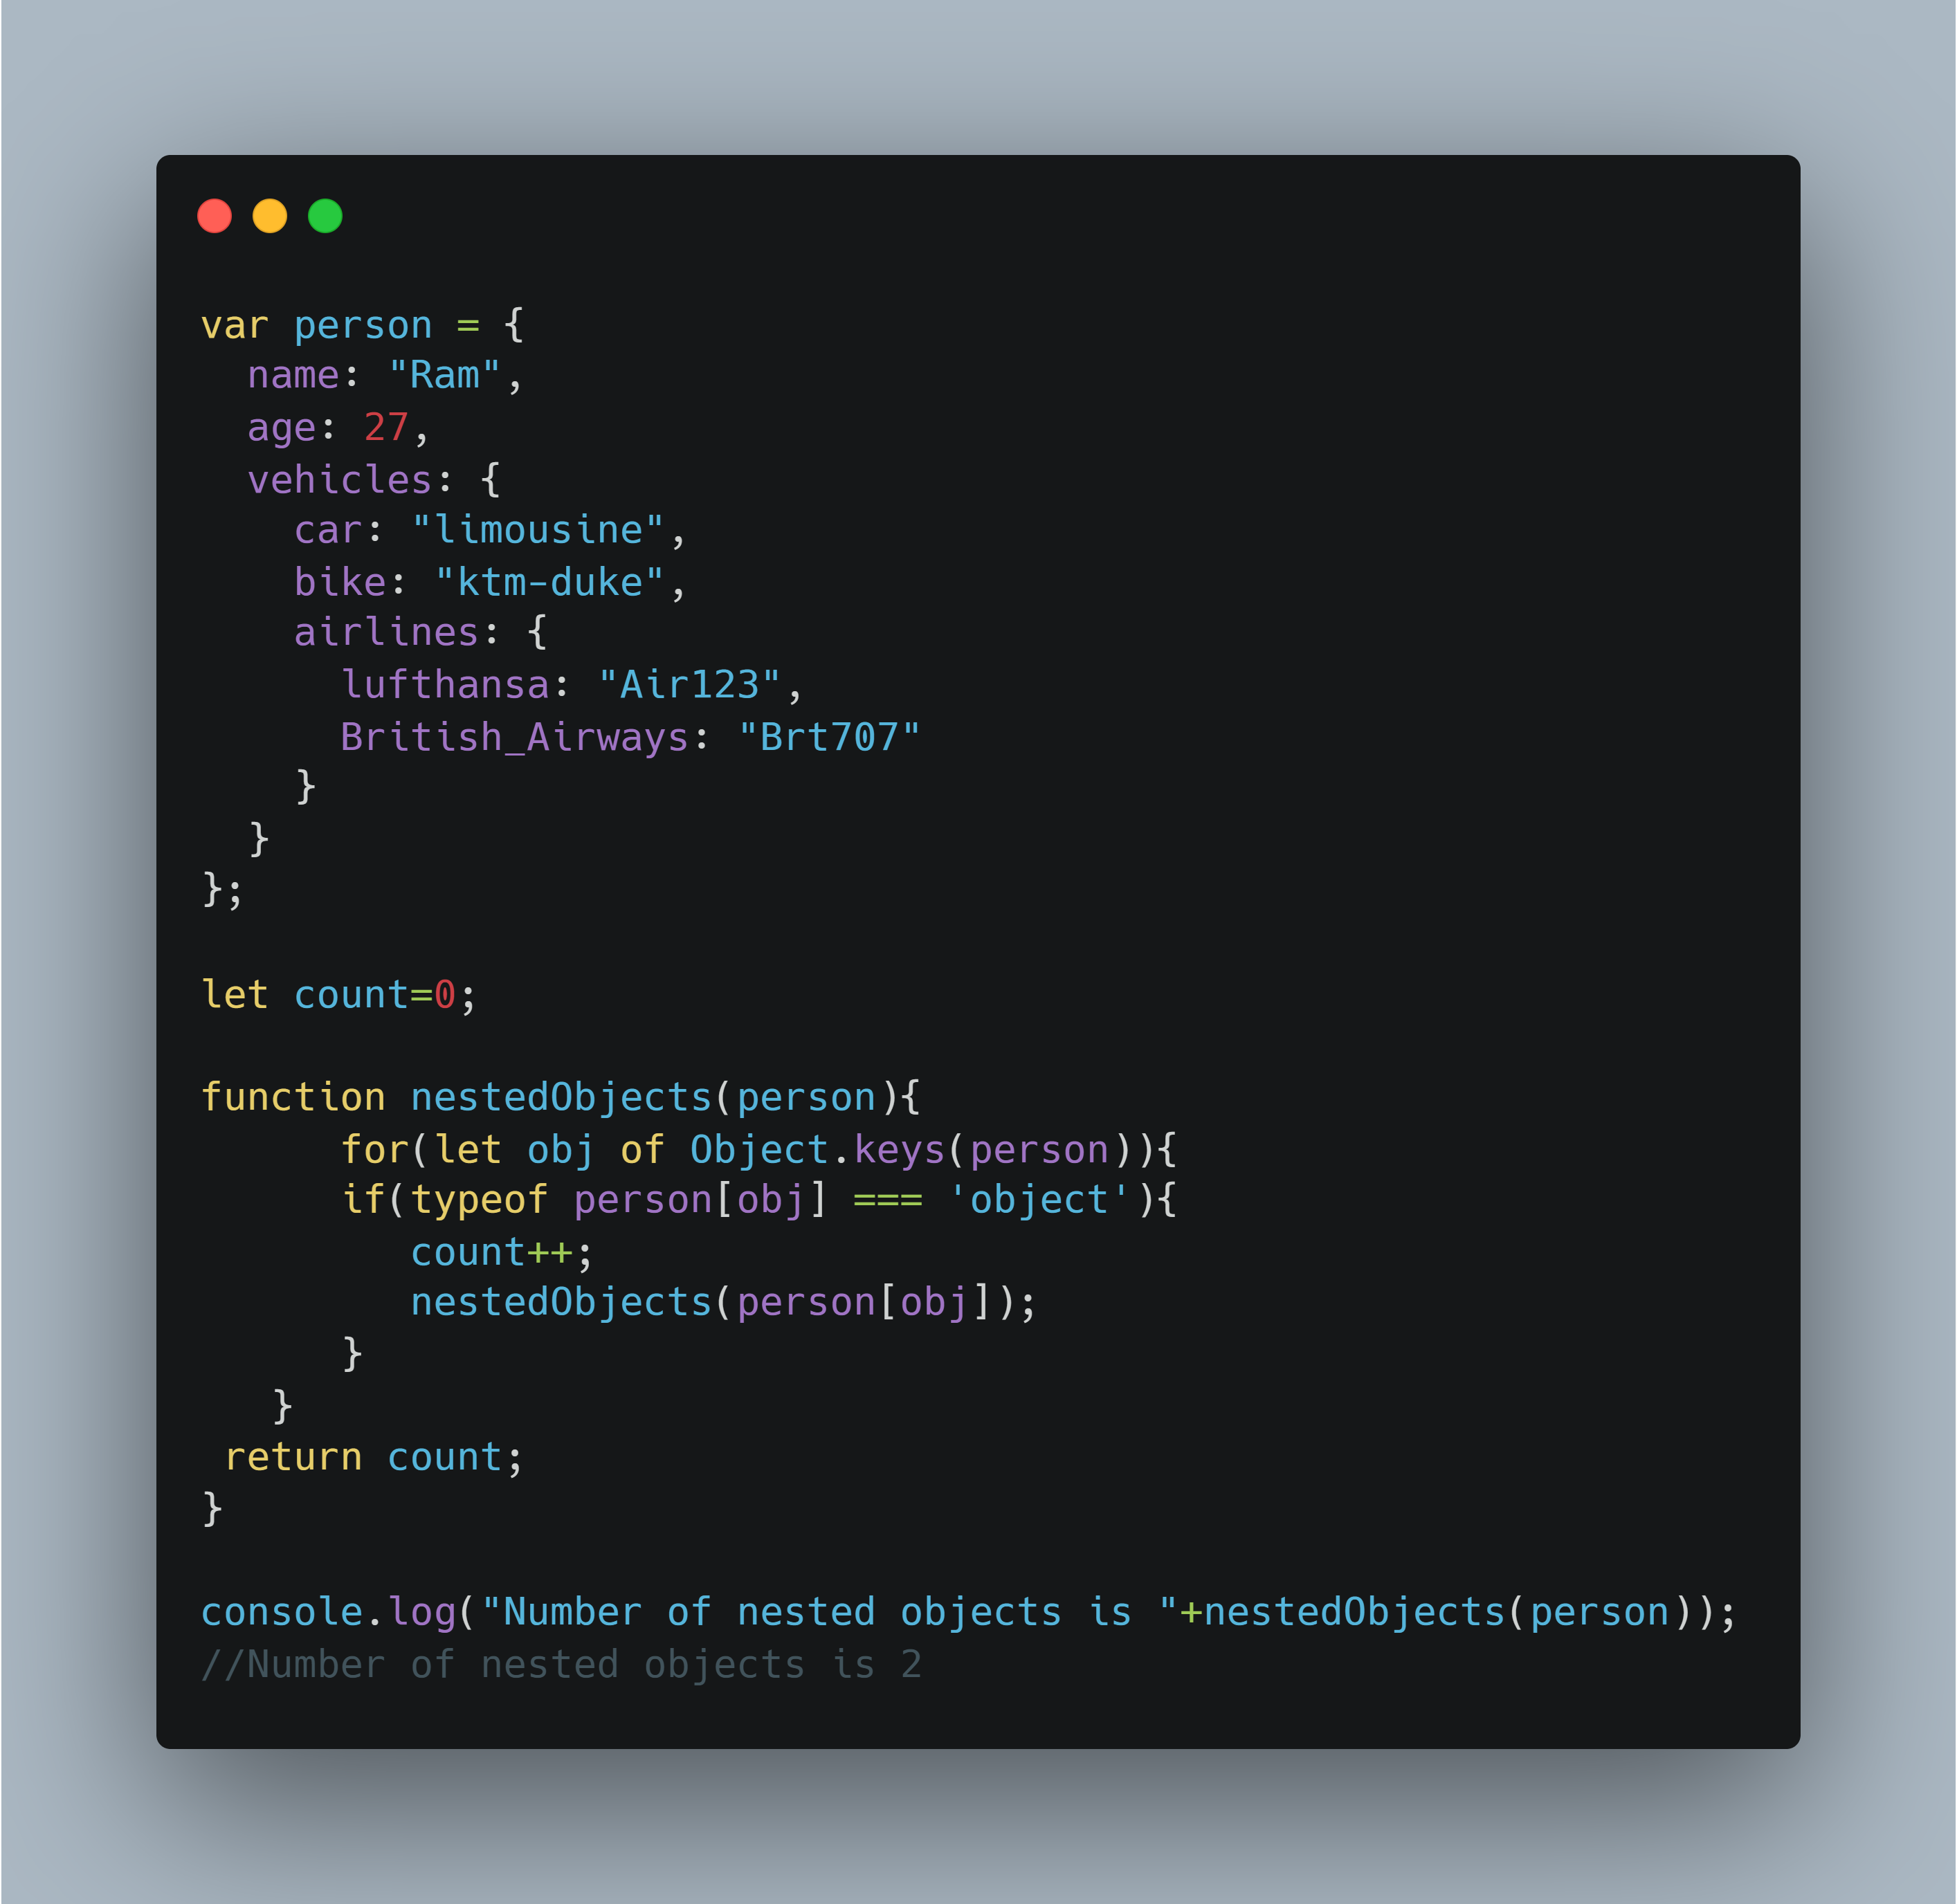 var person = {
  name: "Ram",
  age: 27,
  vehicles: {
    car: "limousine",
    bike: "ktm-duke",
    airlines: {
      lufthansa: "Air123",
      British_Airways: "Brt707"
    }
  }
};

let count=0;

function nestedObjects(person){
      for(let obj of Object.keys(person)){
      if(typeof person[obj] === 'object'){
         count++;
         nestedObjects(person[obj]);
      }
   }
 return count;
}

console.log("Number of nested objects is "+nestedObjects(person));
//Number of nested objects is 2